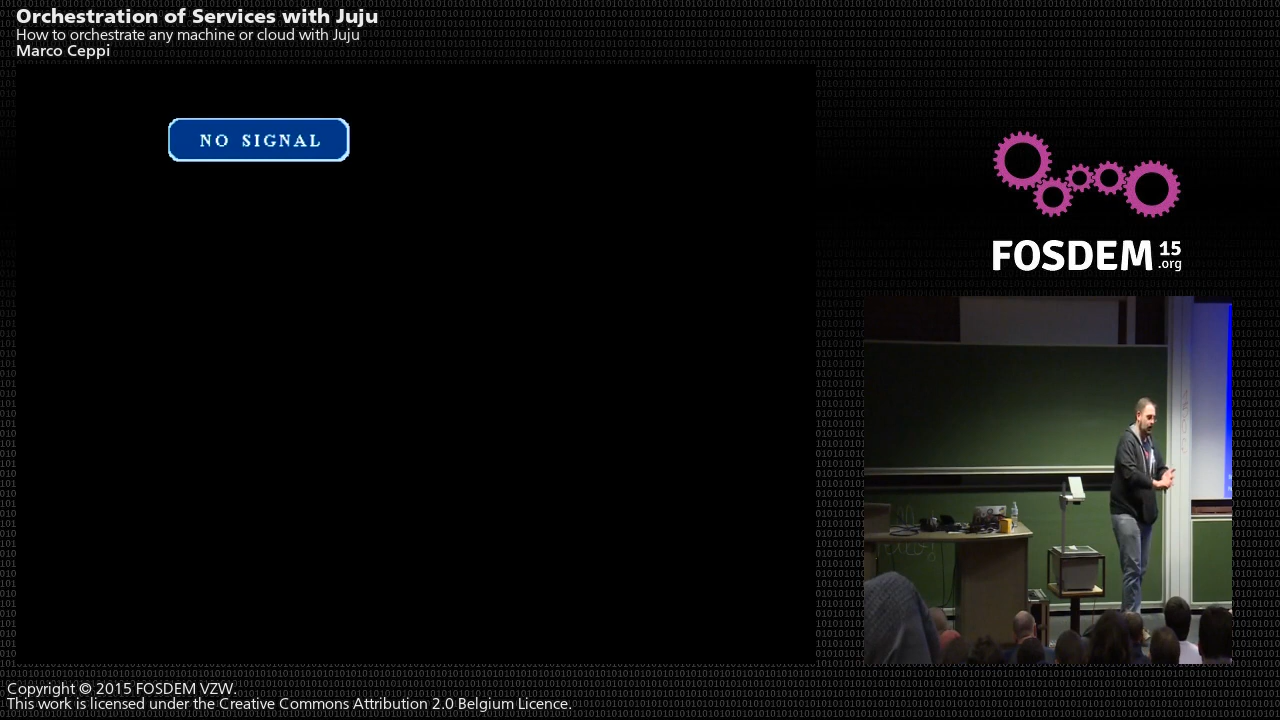 Orchestration of Services with Juju
How to orchestrate any machine or cloud with Juju
Marco Ceppi
NO SIGNAL
FOSDEM 15
.org
Copyright © 2015 FOSDEM VZW.
This work is licensed under the Creative Commons Attribution 2.0 Belgium Licence.